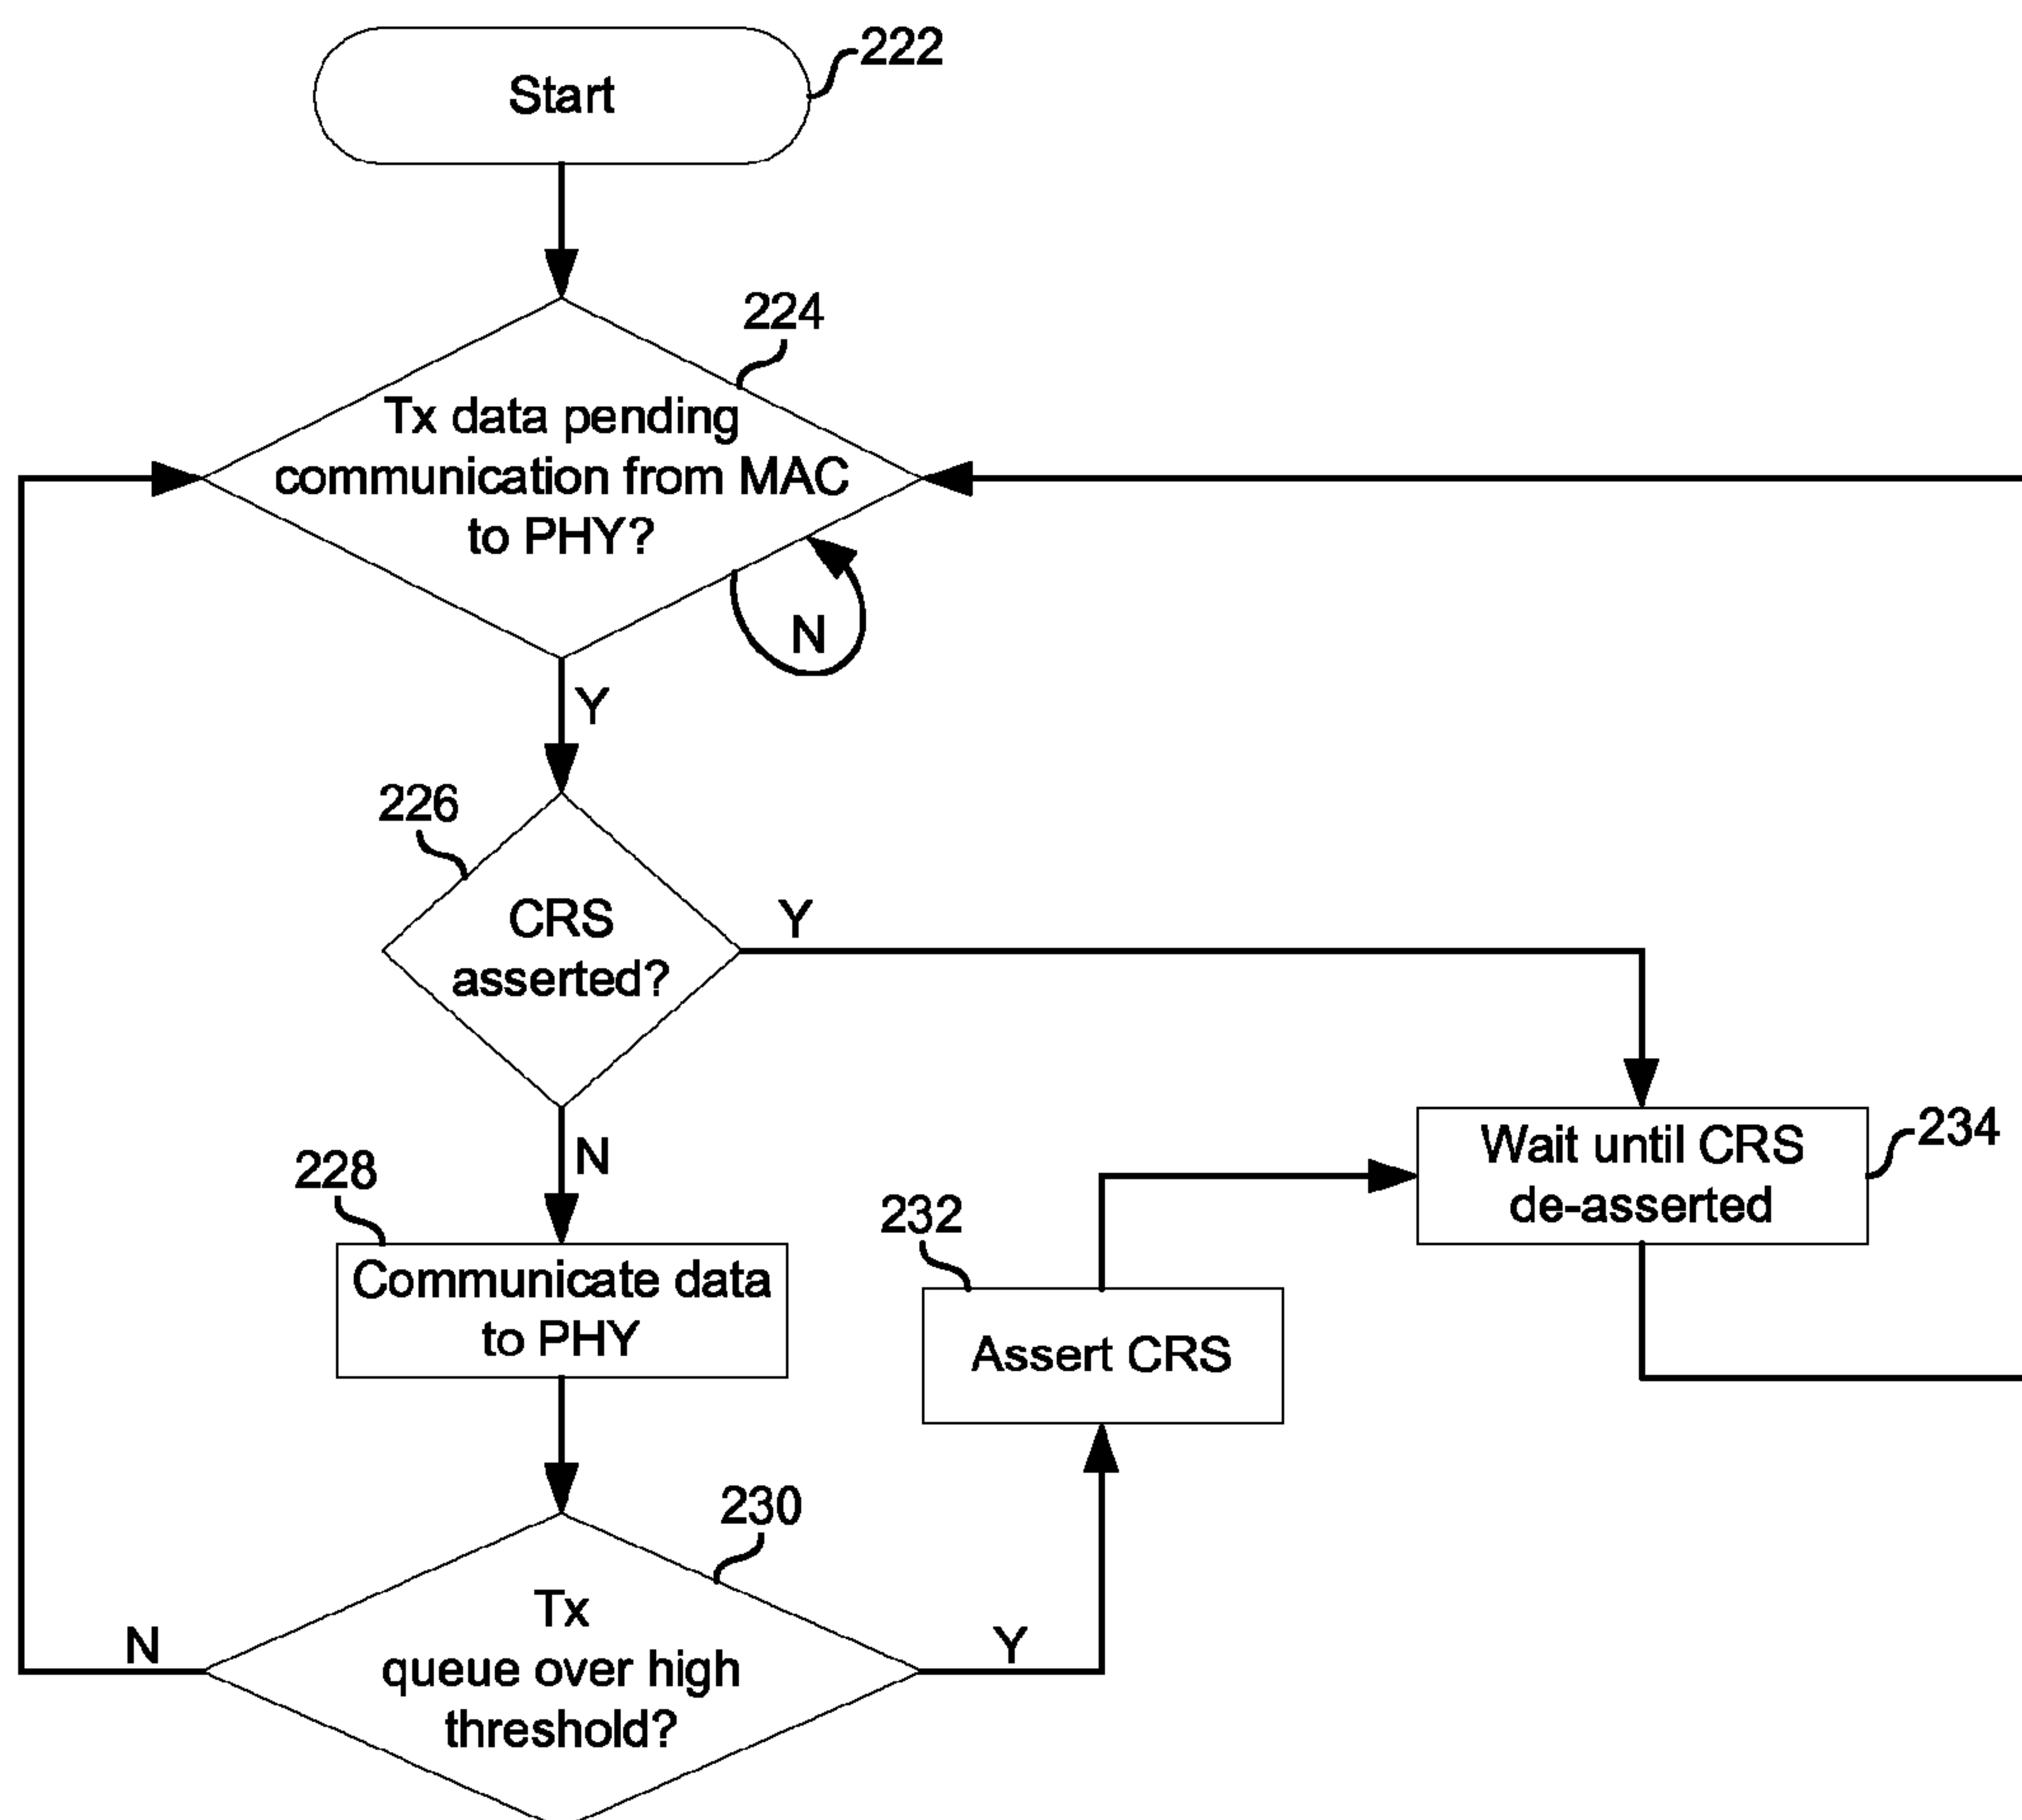 Start
222
224
Tx data pending
communication from MAC
to PHY?
N
Y
226
CRS
asserted?
Y
N
228
Communicate data
to PHY
232
Assert CRS
Wait until CRS
de-asserted
234
230
Tx
queue over high
threshold?
N
Y